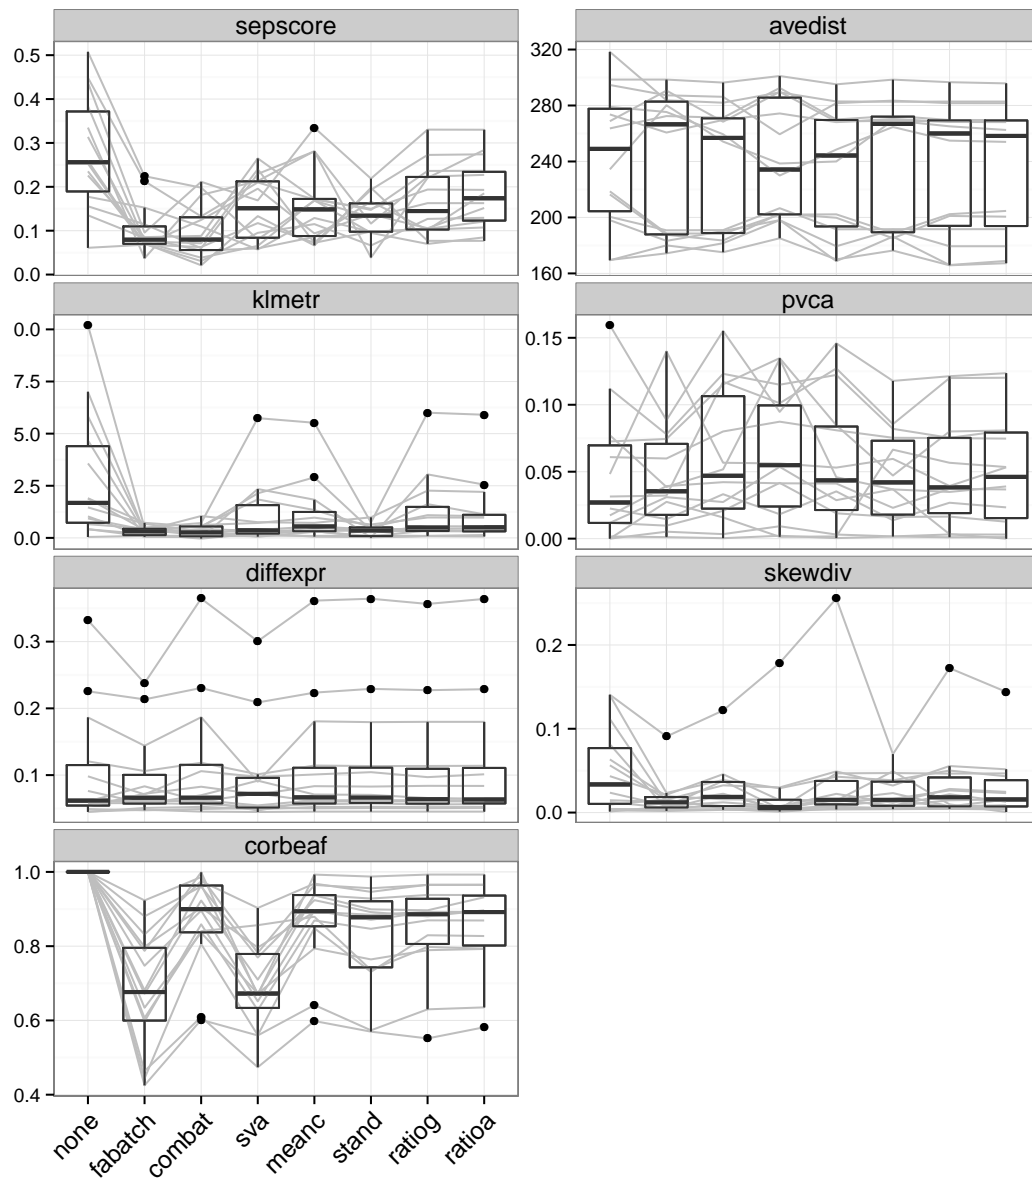 sepscore
avedist
0.5
0.4
0.3
0.2
0.1
0.0
320
280
240
200
160
klmetr
pvca
0.0
7.5
5.0
2.5
0.0
0.15
0.10
0.05
0.00
diffexpr
skewdiv
0.3
0.2
0.1
0.2
0.1
0.0
corbeaf
1.0
0.8
0.6
0.4
none
fabatch
combat
sva
meanc
stand
ratiog
ratioa